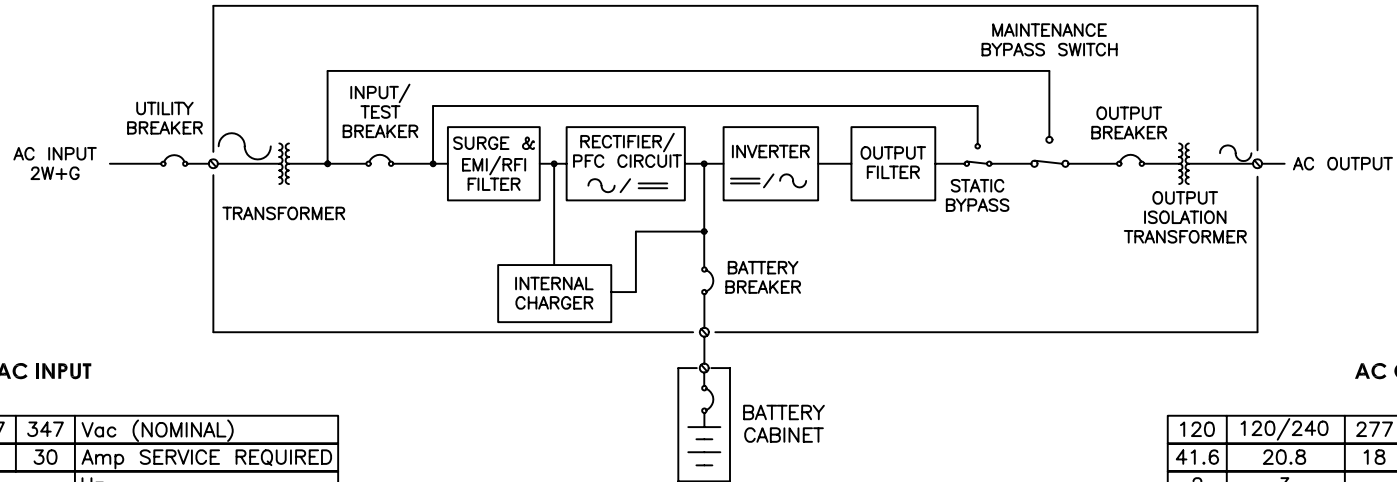 MAINTENANCE
BYPASS SWITCH
UTILITY
BREAKER
INPUT/
TEST
BREAKER
OUTPUT
BREAKER
AC INPUT
2W+G
SURGE &
EMI/RFI
FILTER
RECTIFIER/
PFC CIRCUIT
INVERTER
OUTPUT
FILTER
AC OUTPUT
TRANSFORMER
STATIC
BYPASS
OUTPUT
ISOLATION
TRANSFORMER
INTERNAL
CHARGER
BATTERY
BREAKER
BATTERY
CABINET
AC INPUT
7 347 Vac (NOMINAL)
30 Amp SERVICE REQUIRED
AC
120 120/240 277
41.6 20.8 18